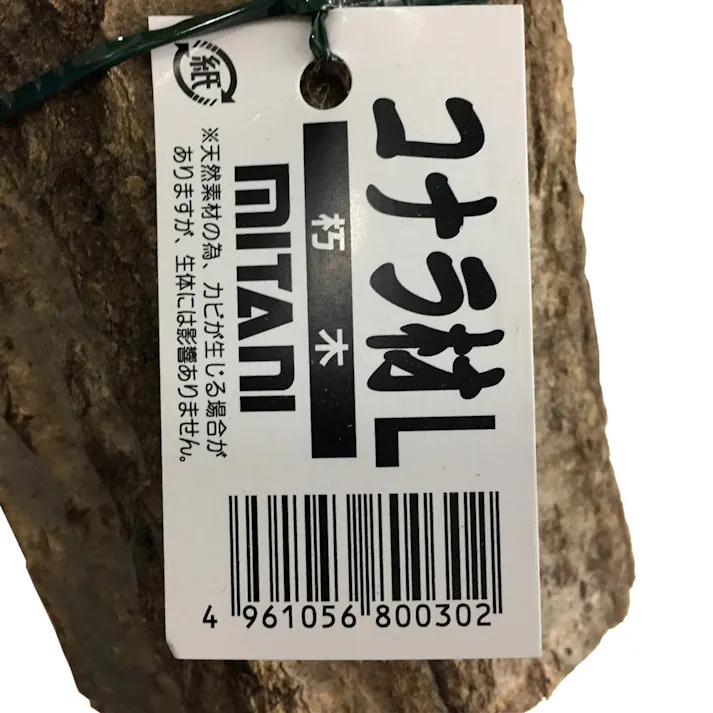 コナラ材L
朽木
MITANI
※天然素材の為、カビが生じる場合が
ありますが、生体には影響ありません。
紙
4 961056 800302